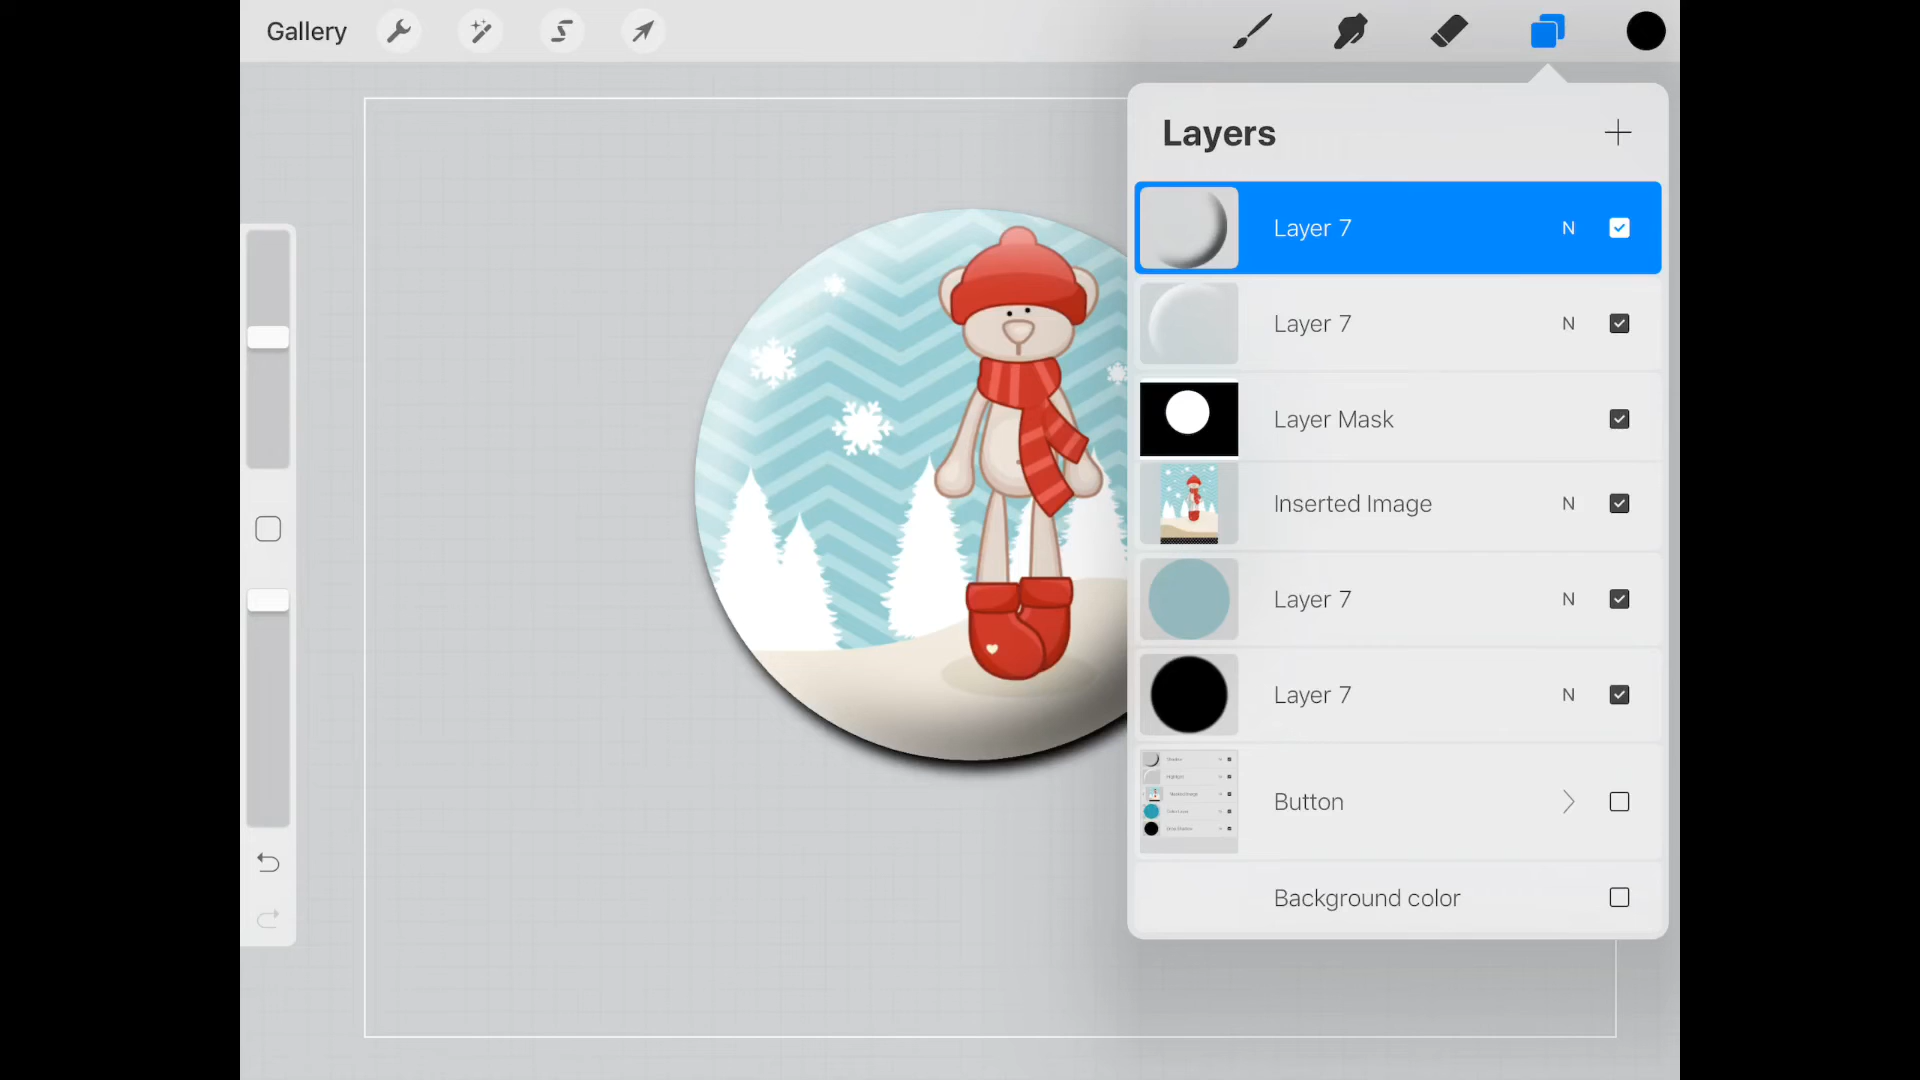 Gallery
Layers
Layer 7 N
Layer 7 N
Layer Mask
Inserted Image N
Layer 7 N
Layer 7 N
Button
Background color